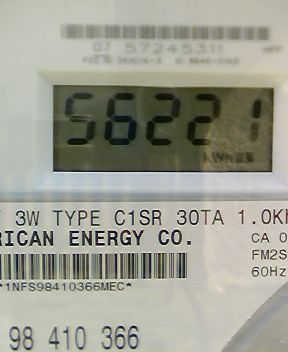 07 57245311
56221
3W TYPE C1SR 30TA 1.0K
RICAN ENERGY CO.
CA 0
FM2S
60Hz
*1NFS98410366MEC*
98 410 366